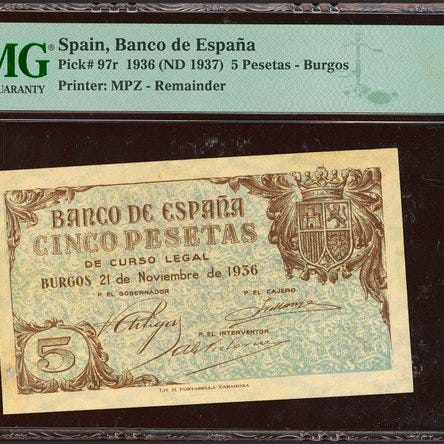 MG® Spain, Banco de España
GUARANTY Pick# 97r 1936 (ND 1937) 5 Pesetas - Burgos
Printer: MPZ - Remainder
BANCO DE ESPAÑA
CINCO PESETAS
DE CURSO LEGAL
BURGOS 21 de Noviembre de 1936
P. EL GOBERNADOR P. EL CAJERO
P. EL INTERVENTOR
5
LIT. M. PORTABELLA ZARAGOZA